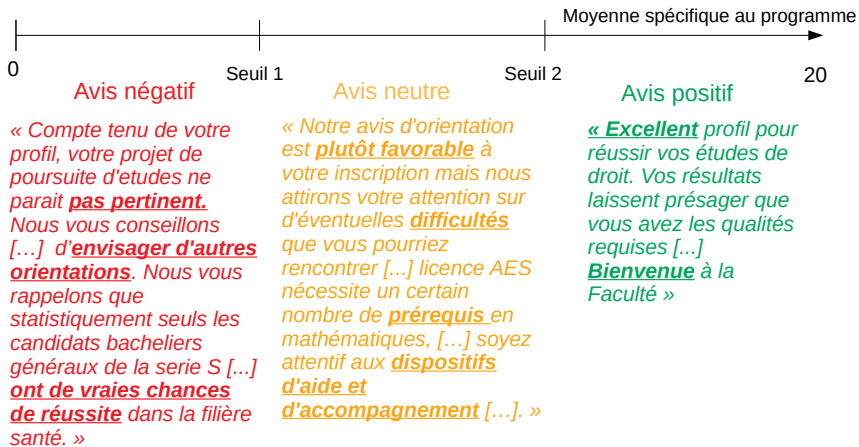 Moyenne spécifique au programme
0
Seuil 1
Seuil 2
20
Avis négatif
« Compte tenu de votre
profil, votre projet de
poursuite d'etudes ne
parait pas pertinent.
Nous vous conseillons
[…] d'envisager d'autres
orientations. Nous vous
rappelons que
statistiquement seuls les
candidats bacheliers
généraux de la serie S [...]
ont de vraies chances
de réussite dans la filière
santé. »
Avis neutre
« Notre avis d'orientation
est plutôt favorable à
votre inscription mais nous
attirons votre attention sur
d'éventuelles difficultés
que vous pourriez
rencontrer [...] licence AES
nécessite un certain
nombre de prérequis en
mathématiques, […] soyez
attentif aux dispositifs
d'aide et
d'accompagnement […]. »
Avis positif
« Excellent profil pour
réussir vos études de
droit. Vos résultats
laissent présager que
vous avez les qualités
requises [...]
Bienvenue à la
Faculté »